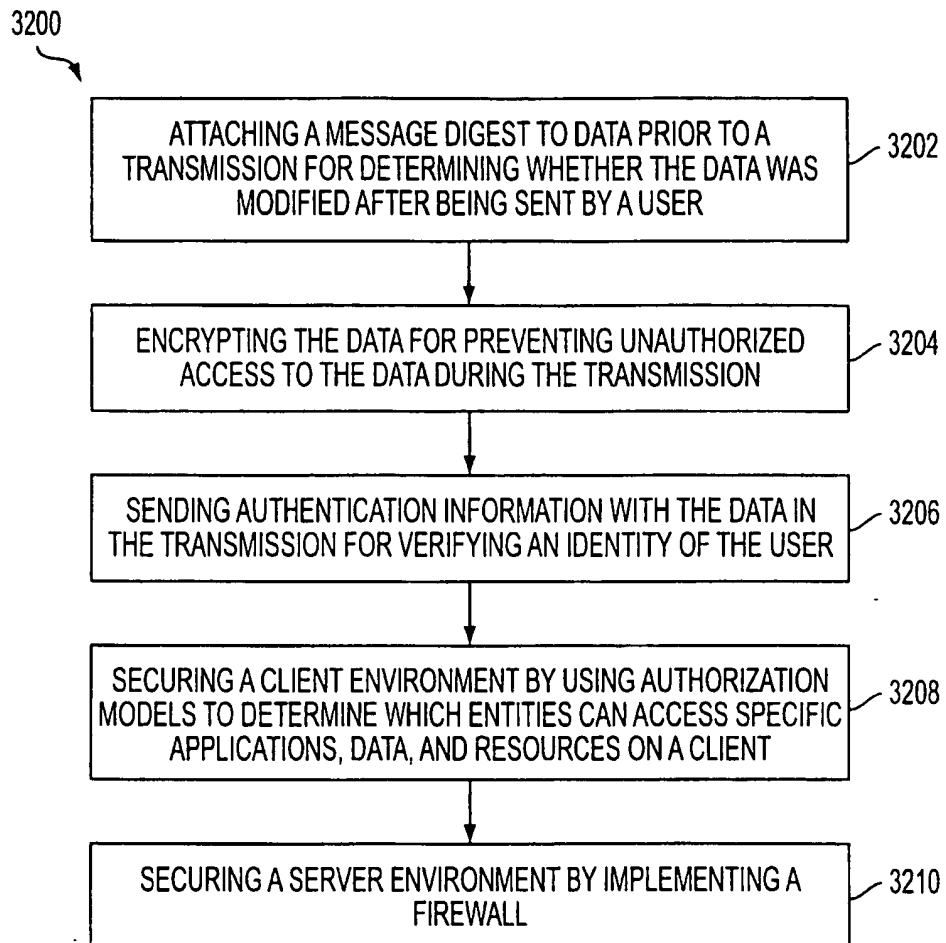 3200
ATTACHING A MESSAGE DIGEST TO DATA PRIOR TO A
TRANSMISSION FOR DETERMINING WHETHER THE DATA WAS
MODIFIED AFTER BEING SENT BY A USER
3202
ENCRYPTING THE DATA FOR PREVENTING UNAUTHORIZED
ACCESS TO THE DATA DURING THE TRANSMISSION
3204
SENDING AUTHENTICATION INFORMATION WITH THE DATA IN
THE TRANSMISSION FOR VERIFYING AN IDENTITY OF THE USER
3206
SECURING A CLIENT ENVIRONMENT BY USING AUTHORIZATION
MODELS TO DETERMINE WHICH ENTITIES CAN ACCESS SPECIFIC
APPLICATIONS, DATA, AND RESOURCES ON A CLIENT
3208
SECURING A SERVER ENVIRONMENT BY IMPLEMENTING A
FIREWALL
3210